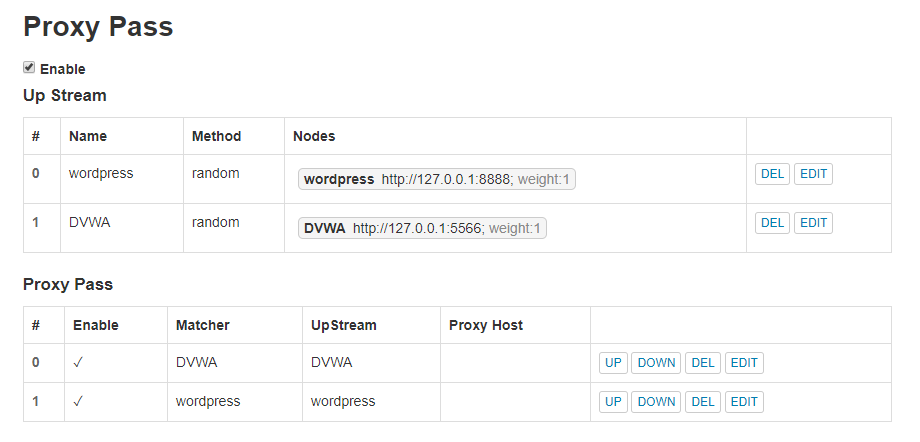 Proxy Pass
Enable
Up Stream
# Name Method Nodes
0 wordpress random wordpress http://127.0.0.1:8888; weight:1 DEL EDIT
1 DVWA random DVWA http://127.0.0.1:5566; weight:1 DEL EDIT
Proxy Pass
# Enable Matcher UpStream Proxy Host
0 ✓ DVWA DVWA UP DOWN DEL EDIT
1 ✓ wordpress wordpress UP DOWN DEL EDIT